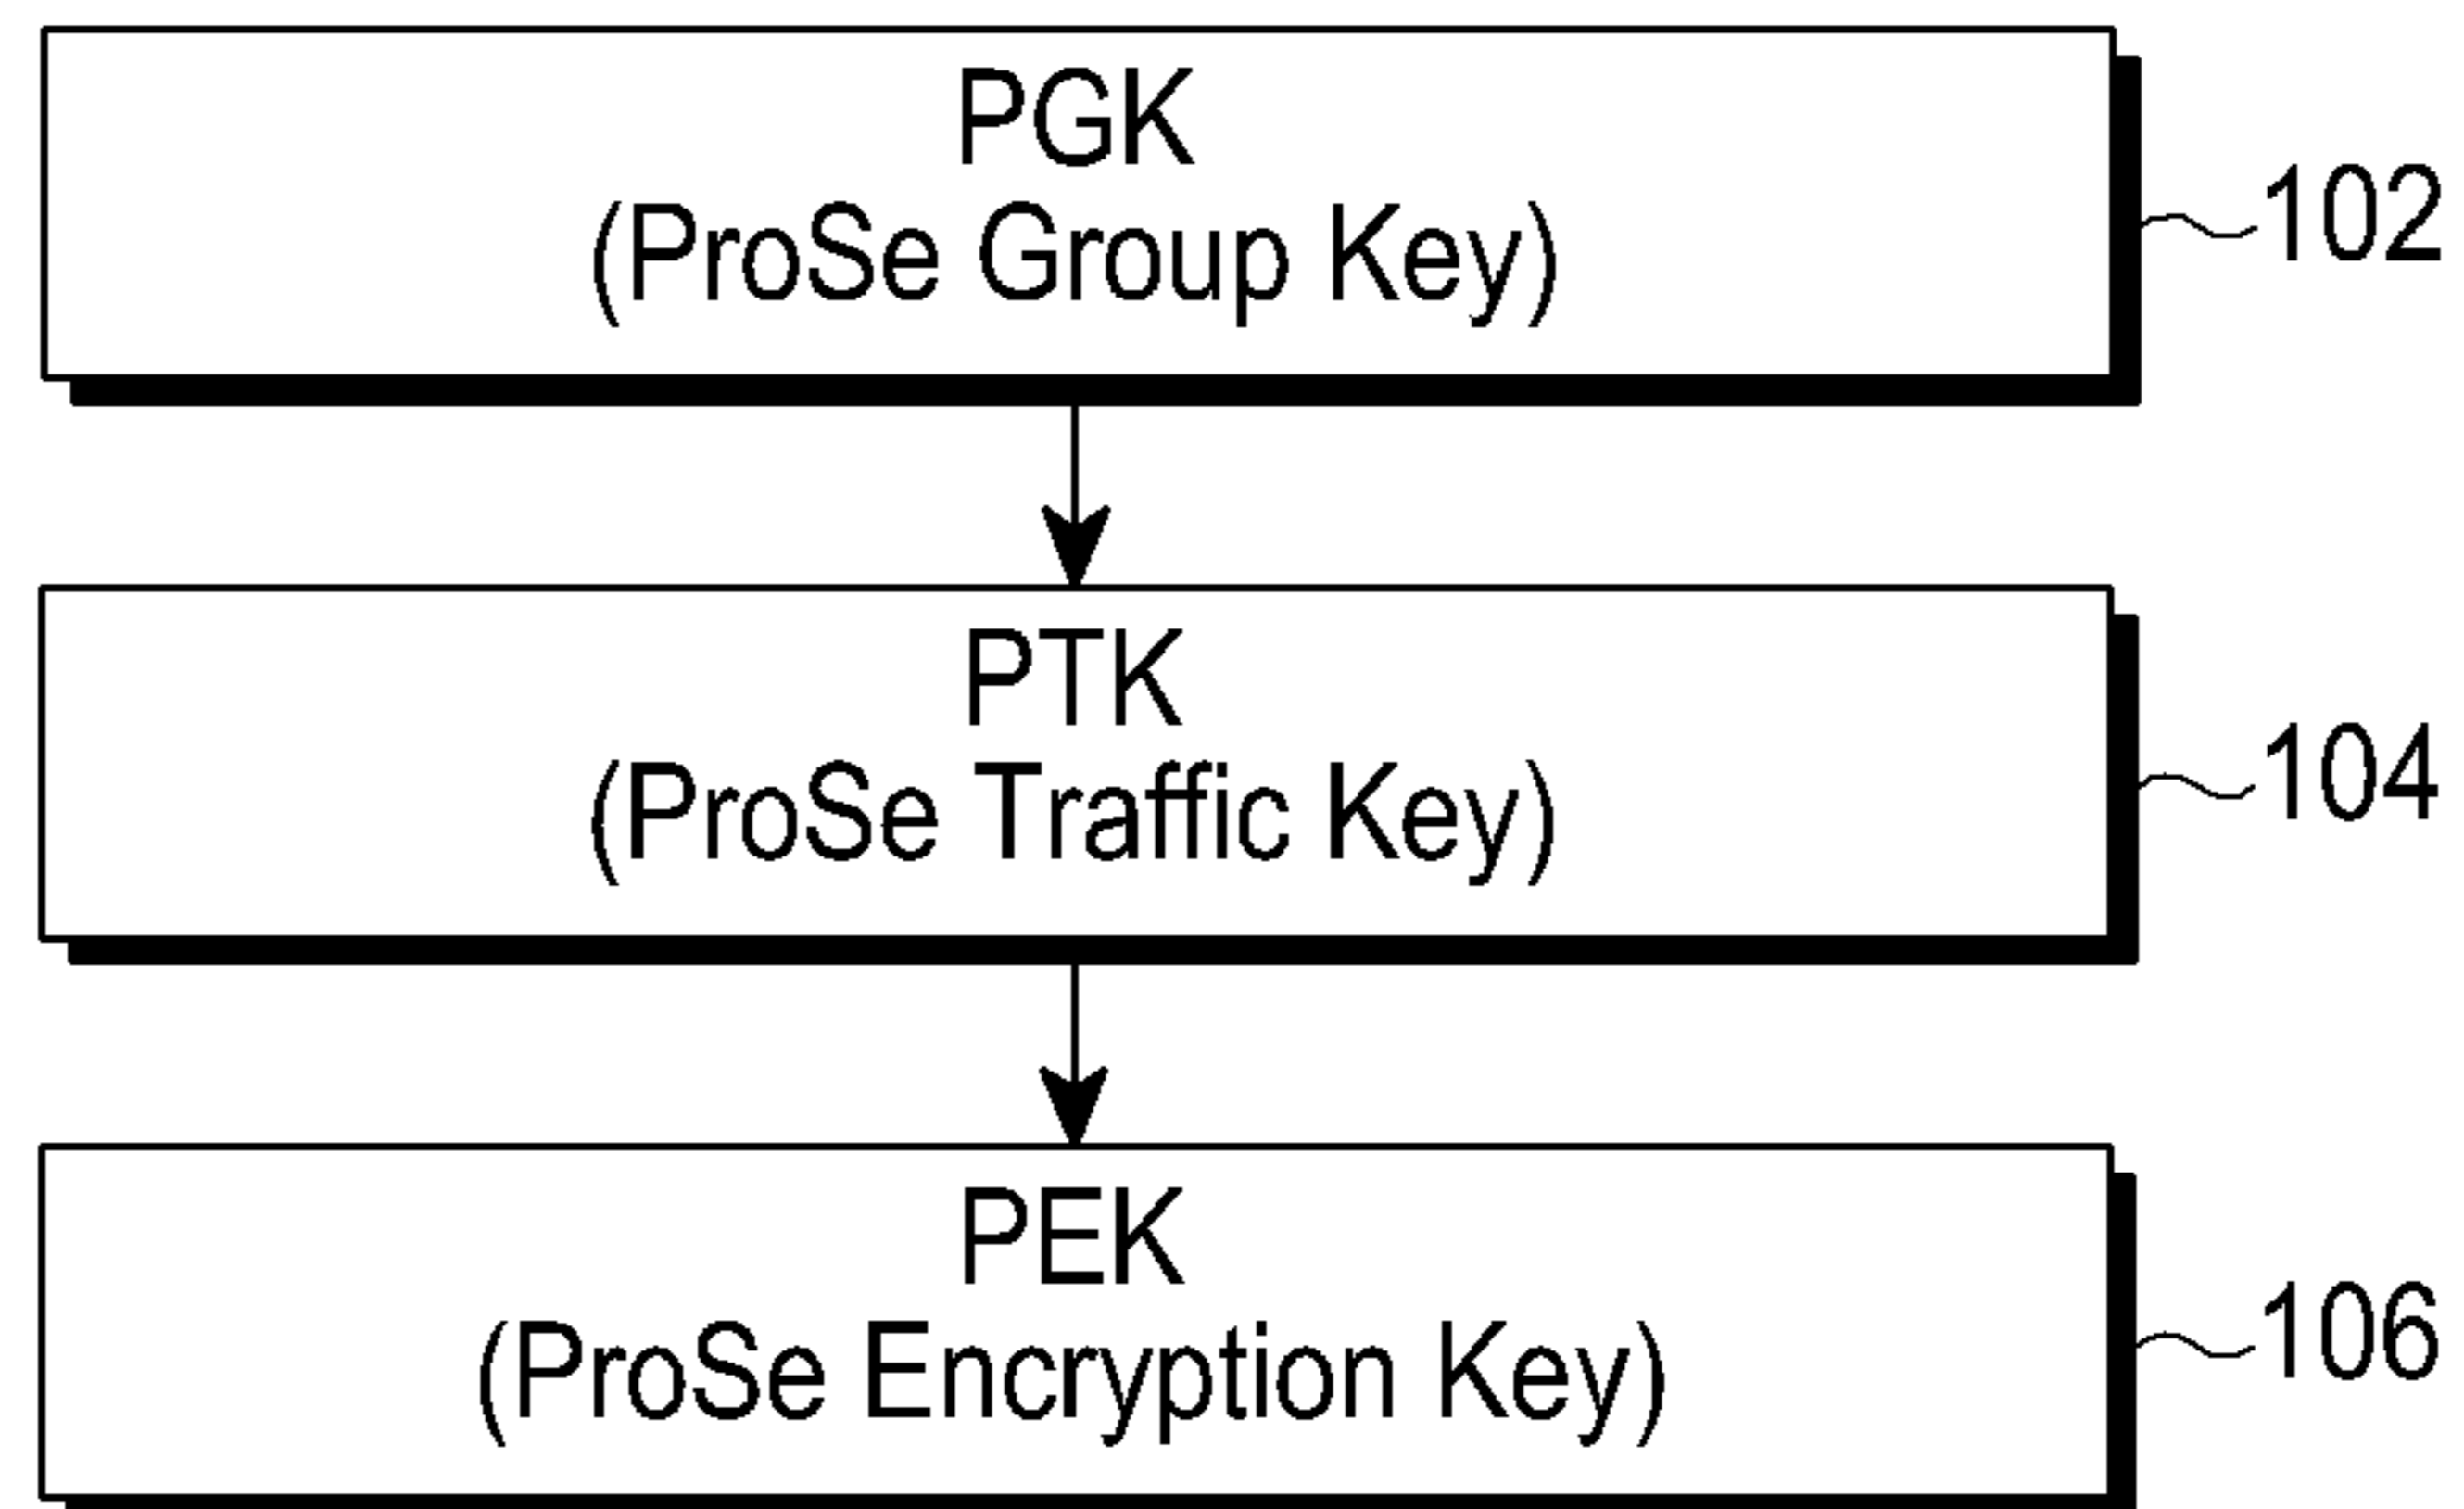 PGK
(ProSe Group Key)
102
PTK
(ProSe Traffic Key)
104
PEK
(ProSe Encryption Key)
106